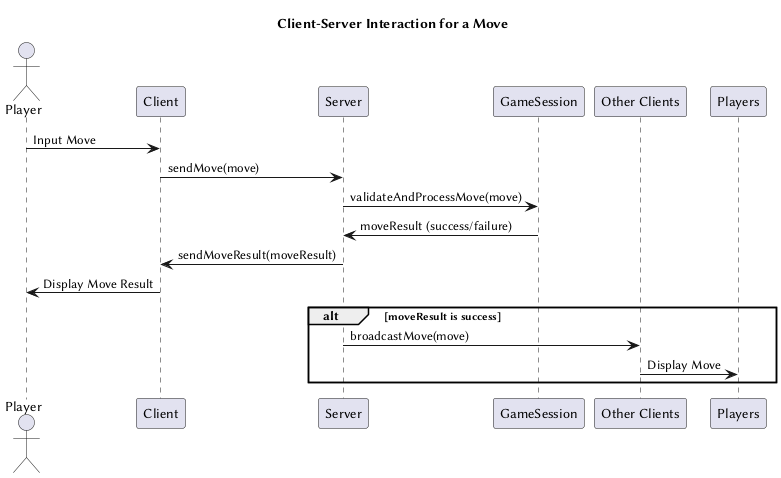 Client-Server Interaction for a Move
Player
Client
Server
GameSession
Other Clients
Players
Input Move
sendMove(move)
validateAndProcessMove(move)
moveResult (success/failure)
sendMoveResult(moveResult)
Display Move Result
alt [moveResult is success]
broadcastMove(move)
Display Move
Player
Client
Server
GameSession
Other Clients
Players